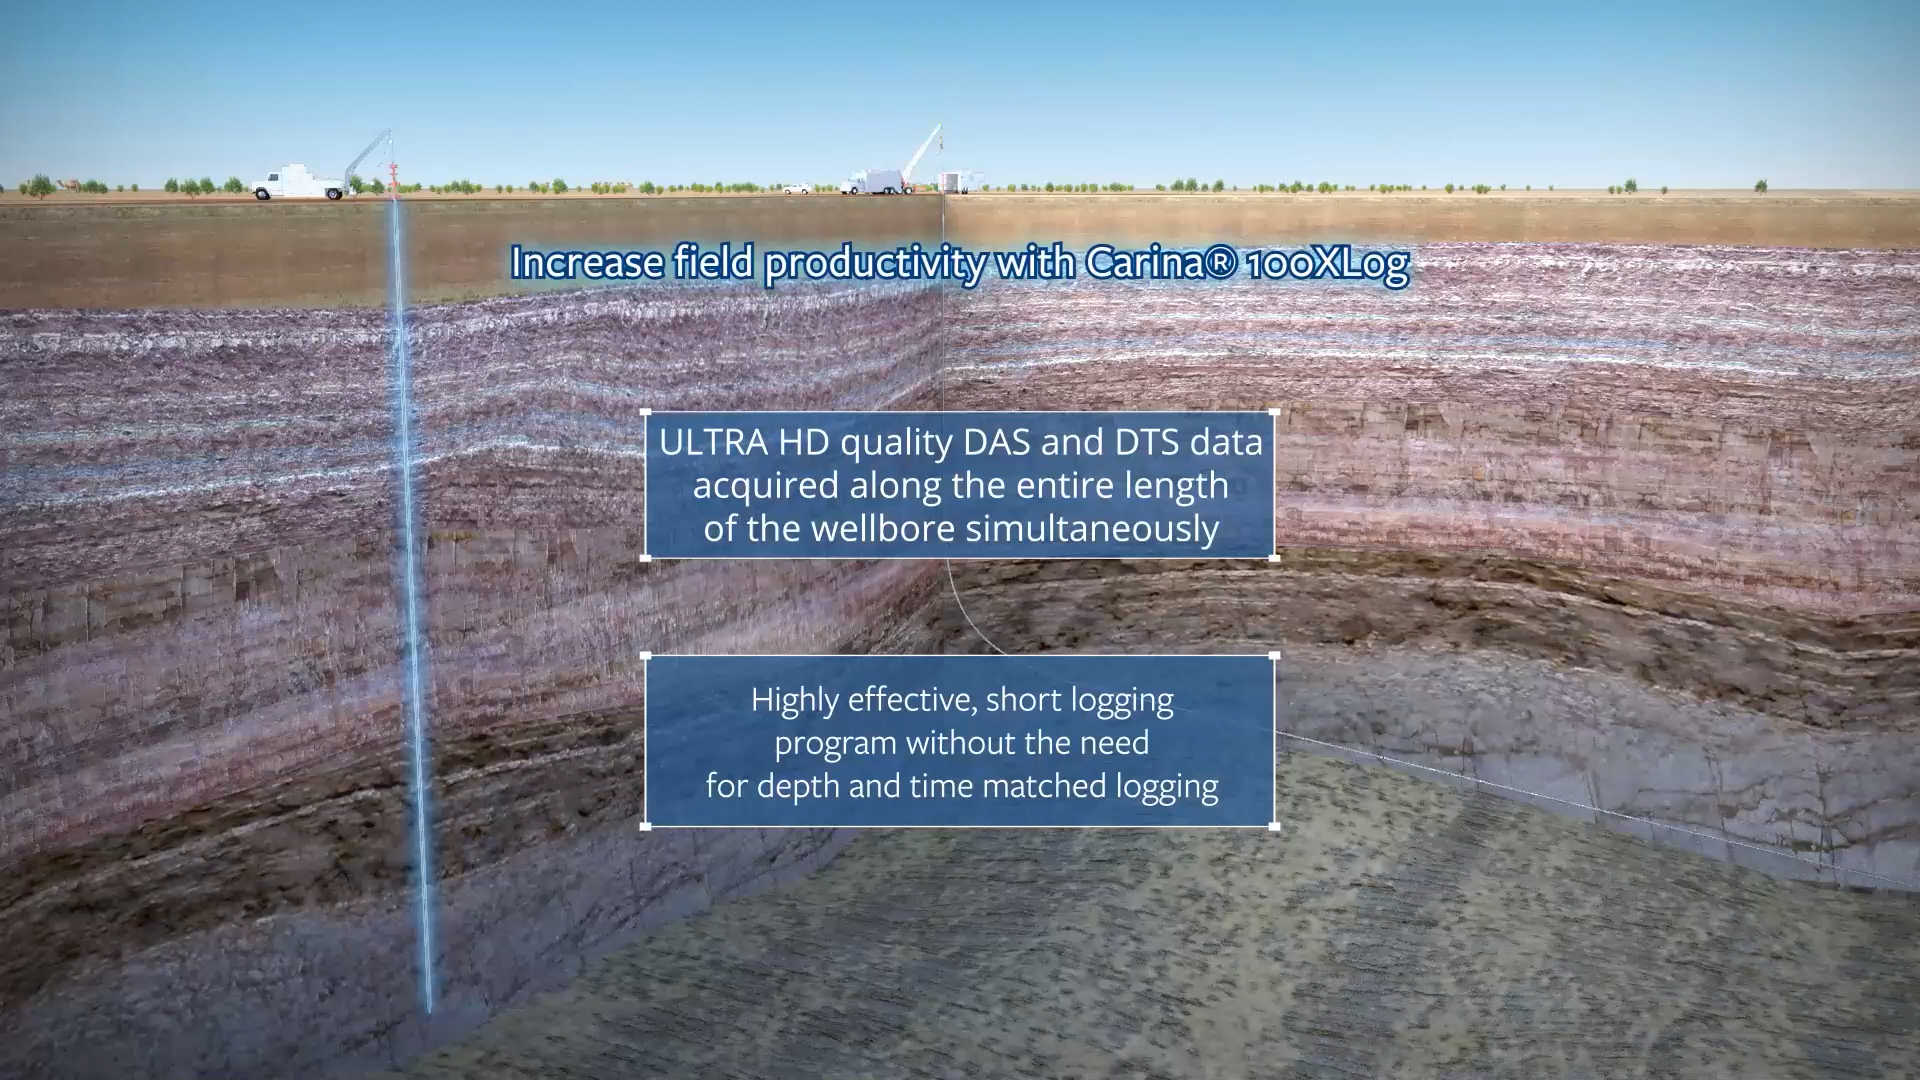 Increase field productivity with Carina® 100XLog
ULTRA HD quality DAS and DTS data
acquired along the entire length
of the wellbore simultaneously
Highly effective, short logging
program without the need
for depth and time matched logging